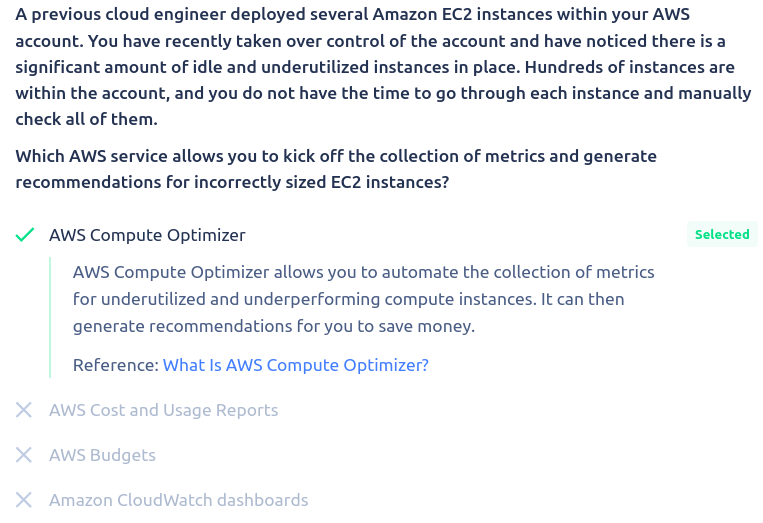 A previous cloud engineer deployed several Amazon EC2 instances within your AWS
account. You have recently taken over control of the account and have noticed there is a
significant amount of idle and underutilized instances in place. Hundreds of instances are
within the account, and you do not have the time to go through each instance and manually
check all of them.
Which AWS service allows you to kick off the collection of metrics and generate
recommendations for incorrectly sized EC2 instances?
AWS Compute Optimizer
Selected
AWS Compute Optimizer allows you to automate the collection of metrics
for underutilized and underperforming compute instances. It can then
generate recommendations for you to save money.
Reference: What Is AWS Compute Optimizer?
AWS Cost and Usage Reports
AWS Budgets
Amazon CloudWatch dashboards